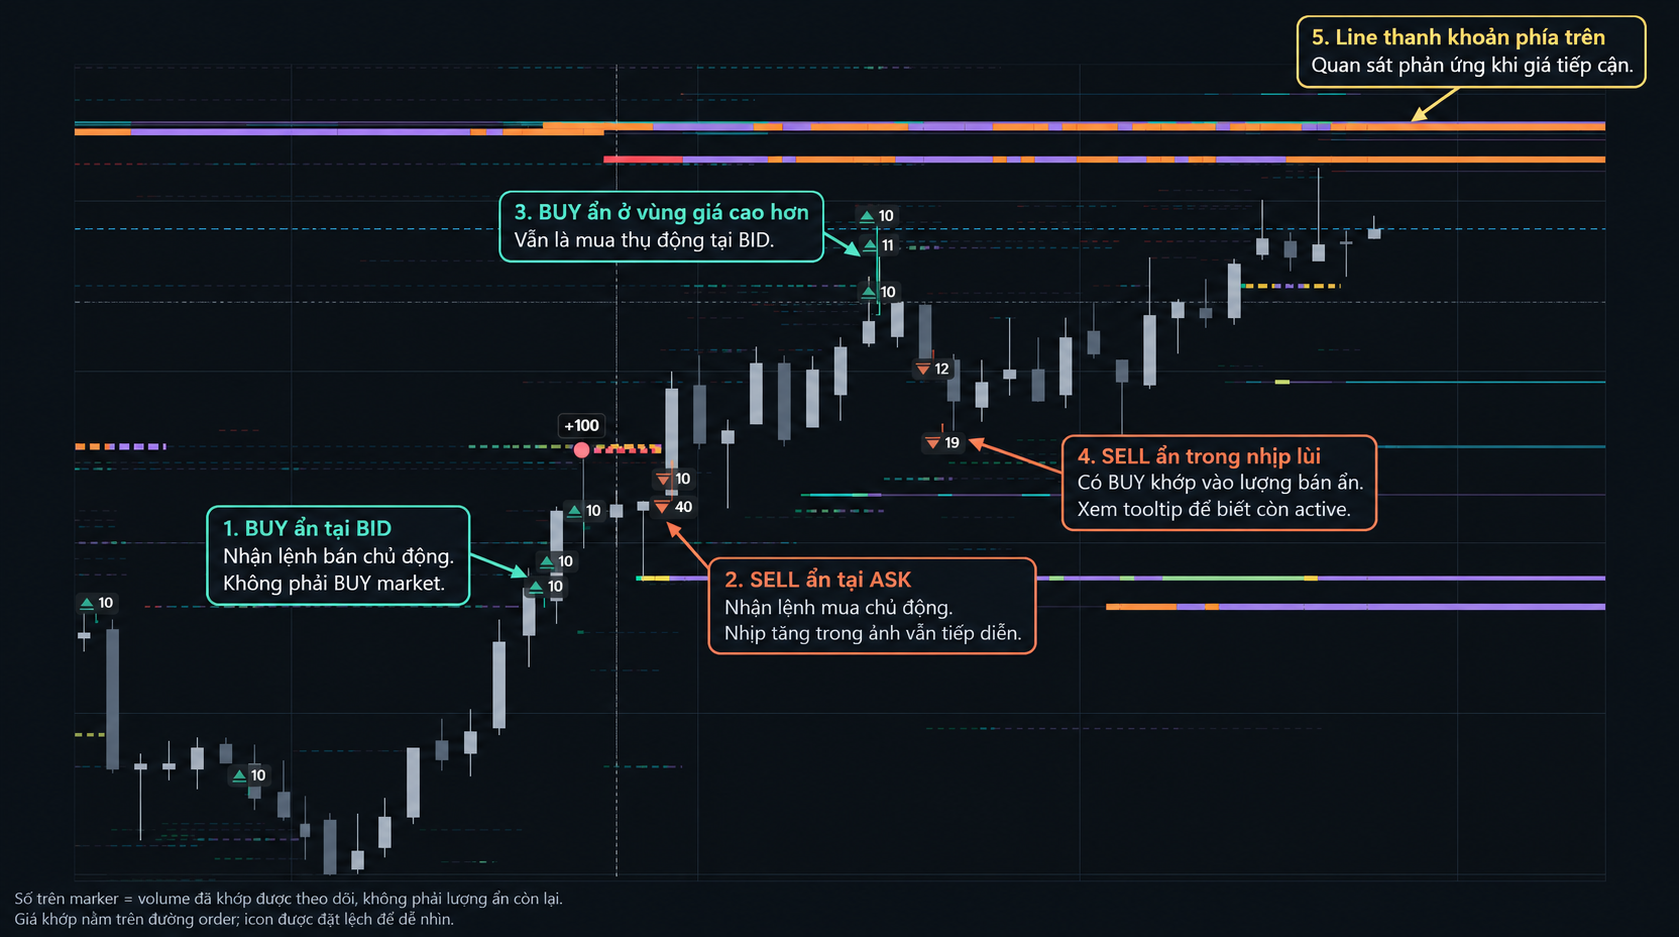 5. Line thanh khoản phía trên
Quan sát phản ứng khi giá tiếp cận.
3. BUY ẩn ở vùng giá cao hơn
Vẫn là mua thụ động tại BID.
10
11
10
12
+100
19
4. SELL ẩn trong nhịp lùi
Có BUY khớp vào lượng bán ẩn.
Xem tooltip để biết còn active.
10
40
10
1. BUY ẩn tại BID
Nhận lệnh bán chủ động.
Không phải BUY market.
10
10
2. SELL ẩn tại ASK
Nhận lệnh mua chủ động.
Nhịp tăng trong ảnh vẫn tiếp diễn.
10
10
Số trên marker = volume đã khớp được theo dõi, không phải lượng ẩn còn lại.
Giá khớp nằm trên đường order; icon được đặt lệch để dễ nhìn.